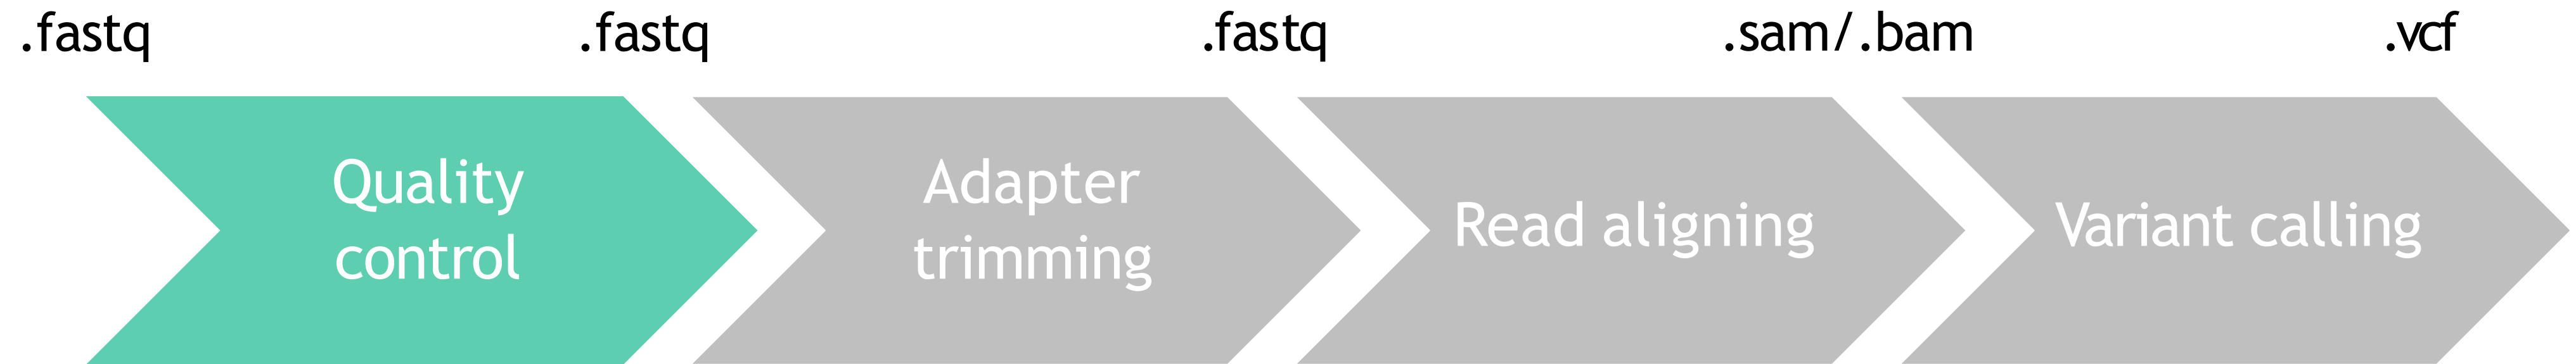 .fastq .fastq .fastq .sam/.bam .vcf
Quality
control
Adapter
trimming
Read aligning
Variant calling